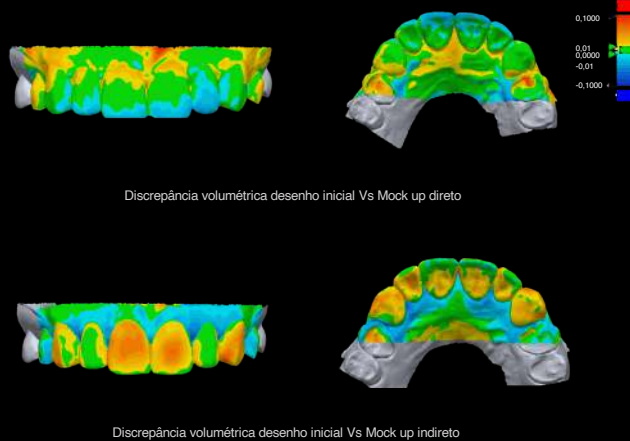 0,1000
0,01
0,0000
-0,01
-0,1000
Discrepância volumétrica desenho inicial Vs Mock up direto
Discrepância volumétrica desenho inicial Vs Mock up indireto